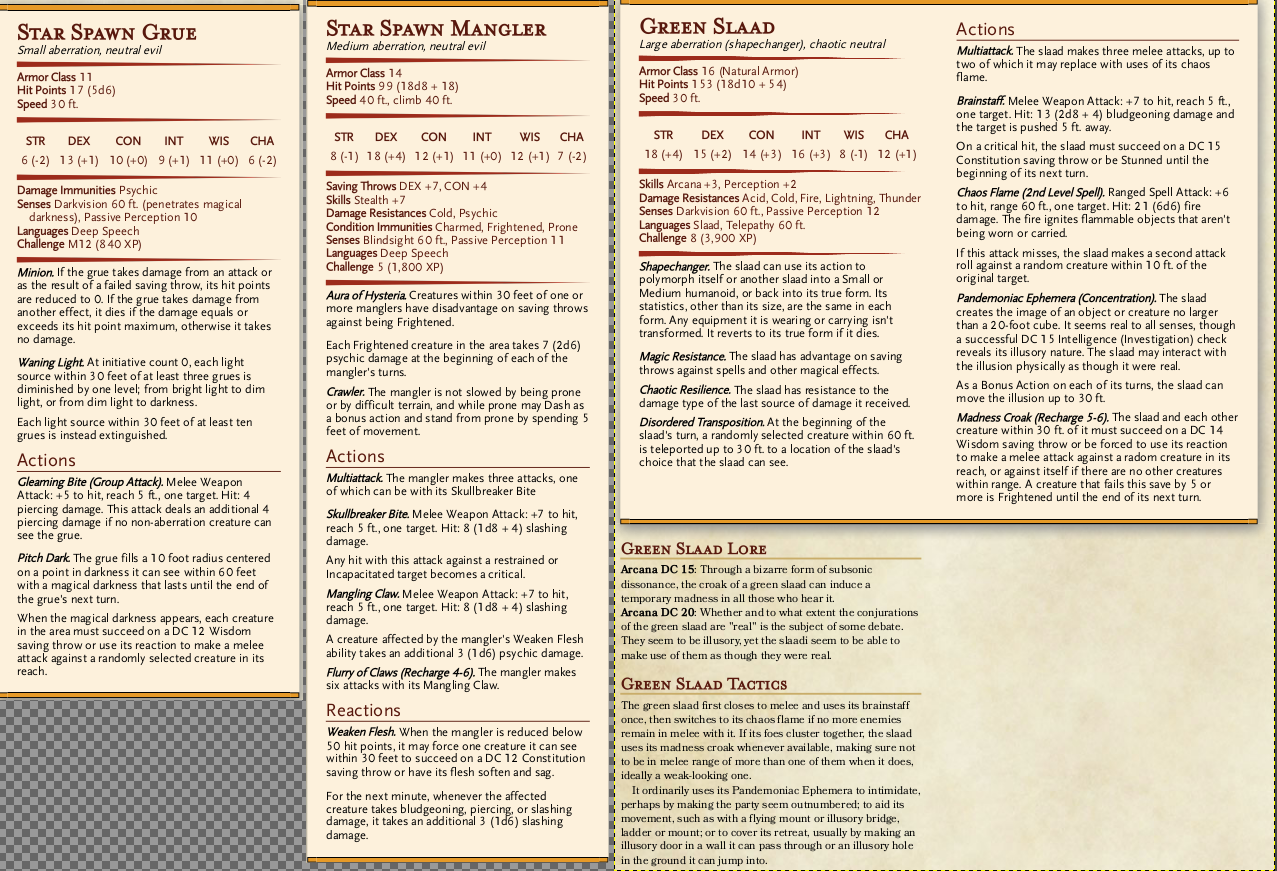 Star Spawn Grue
Small aberration, neutral evil
Armor Class 11
Hit Points 17 (5d6)
Speed 30 ft.
STR DEX CON INT WIS CHA
6 (-2) 13 (+1) 10 (+0) 9 (+1) 11 (+0) 6 (-2)
Damage Immunities Psychic
Senses Darkvision 60 ft. (penetrates magical
darkness), Passive Perception 10
Languages Deep Speech
Challenge M12 (840 XP)
Minion. If the grue takes damage from an attack or
as the result of a failed saving throw, its hit points
are reduced to 0. If the grue takes damage from
another effect, it dies if the damage equals or
exceeds its hit point maximum, otherwise it takes
no damage.
Waning Light. At initiative count 0, each light
source within 30 feet of at least three grues is
diminished by one level; from bright light to dim
light, or from dim light to darkness.
Each light source within 30 feet of at least ten
grues is instead extinguished.
Actions
Gleaming Bite (Group Attack). Melee Weapon
Attack: +5 to hit, reach 5 ft., one target. Hit: 4
piercing damage. This attack deals an additional 4
piercing damage if no non-aberration creature can
see the grue.
Pitch Dark. The grue fills a 10 foot radius centered
on a point in darkness it can see within 60 feet
with a magical darkness that lasts until the end of
the grue's next turn.
When the magical darkness appears, each creature
in the area must succeed on a DC 12 Wisdom
saving throw or use its reaction to make a melee
attack against a randomly selected creature in its
reach.
Star Spawn Mangler
Medium aberration, neutral evil
Armor Class 14
Hit Points 99 (18d8 + 18)
Speed 40 ft., climb 40 ft.
STR DEX CON INT WIS CHA
8 (-1) 18 (+4) 12 (+1) 11 (+0) 12 (+1) 7 (-2)
Saving Throws DEX +7, CON +4
Skills Stealth +7
Damage Resistances Cold, Psychic
Condition Immunities Charmed, Frightened, Prone
Senses Blindsight 60 ft., Passive Perception 11
Languages Deep Speech
Challenge 5 (1,800 XP)
Aura of Hysteria. Creatures within 30 feet of one or
more manglers have disadvantage on saving throws
against being Frightened.
Each Frightened creature in the area takes 7 (2d6)
psychic damage at the beginning of each of the
mangler's turns.
Crawler. The mangler is not slowed by being prone
or by difficult terrain, and while prone may Dash as
a bonus action and stand from prone by spending 5
feet of movement.
Actions
Multiattack. The mangler makes three attacks, one
of which can be with its Skullbreaker Bite
Skullbreaker Bite. Melee Weapon Attack: +7 to hit,
reach 5 ft., one target. Hit: 8 (1d8 + 4) slashing
damage.
Any hit with this attack against a restrained or
Incapacitated target becomes a critical.
Mangling Claw. Melee Weapon Attack: +7 to hit,
reach 5 ft., one target. Hit: 8 (1d8 + 4) slashing
damage.
A creature affected by the mangler's Weaken Flesh
ability takes an additional 3 (1d6) psychic damage.
Flurry of Claws (Recharge 4-6). The mangler makes
six attacks with its Mangling Claw.
Reactions
Weaken Flesh. When the mangler is reduced below
50 hit points, it may force one creature it can see
within 30 feet to succeed on a DC 12 Constitution
saving throw or have its flesh soften and sag.
For the next minute, whenever the affected
creature takes bludgeoning, piercing, or slashing
damage, it takes an additional 3 (1d6) slashing
damage.
Green Slaad
Large aberration (shapechanger), chaotic neutral
Armor Class 16 (Natural Armor)
Hit Points 153 (18d10 + 54)
Speed 30 ft.
STR DEX CON INT WIS CHA
18 (+4) 15 (+2) 14 (+3) 16 (+3) 8 (-1) 12 (+1)
Skills Arcana +3, Perception +2
Damage Resistances Acid, Cold, Fire, Lightning, Thunder
Senses Darkvision 60 ft., Passive Perception 12
Languages Slaad, Telepathy 60 ft.
Challenge 8 (3,900 XP)
Shapechanger. The slaad can use its action to
polymorph itself or another slaad into a Small or
Medium humanoid, or back into its true form. Its
statistics, other than its size, are the same in each
form. Any equipment it is wearing or carrying isn't
transformed. It reverts to its true form if it dies.
Magic Resistance. The slaad has advantage on saving
throws against spells and other magical effects.
Chaotic Resilience. The slaad has resistance to the
damage type of the last source of damage it received.
Disordered Transposition. At the beginning of the
slaad's turn, a randomly selected creature within 60 ft.
is teleported up to 30 ft. to a location of the slaad's
choice that the slaad can see.
Actions
Multiattack. The slaad makes three melee attacks, up to
two of which it may replace with uses of its chaos
flame.
Brainstaff. Melee Weapon Attack: +7 to hit, reach 5 ft.,
one target. Hit: 13 (2d8 + 4) bludgeoning damage and
the target is pushed 5 ft. away.
On a critical hit, the slaad must succeed on a DC 15
Constitution saving throw or be Stunned until the
beginning of its next turn.
Chaos Flame (2nd Level Spell). Ranged Spell Attack: +6
to hit, range 60 ft., one target. Hit: 21 (6d6) fire
damage. The fire ignites flammable objects that aren't
being worn or carried.
If this attack misses, the slaad makes a second attack
roll against a random creature within 10 ft. of the
original target.
Pandemoniac Ephemera (Concentration). The slaad
creates the image of an object or creature no larger
than a 20-foot cube. It seems real to all senses, though
a successful DC 15 Intelligence (Investigation) check
reveals its illusory nature. The slaad may interact with
the illusion physically as though it were real.
As a Bonus Action on each of its turns, the slaad can
move the illusion up to 30 ft.
Madness Croak (Recharge 5-6). The slaad and each other
creature within 30 ft. of it must succeed on a DC 14
Wisdom saving throw or be forced to use its reaction
to make a melee attack against a radom creature in its
reach, or against itself if there are no other creatures
within range. A creature that fails this save by 5 or
more is Frightened until the end of its next turn.
Green Slaad Lore
Arcana DC 15: Through a bizarre form of subsonic
dissonance, the croak of a green slaad can induce a
temporary madness in all those who hear it.
Arcana DC 20: Whether and to what extent the conjurations
of the green slaad are "real" is the subject of some debate.
They seem to be illusory, yet the slaadi seem to be able to
make use of them as though they were real.
Green Slaad Tactics
The green slaad first closes to melee and uses its brainstaff
once, then switches to its chaos flame if no more enemies
remain in melee with it. If its foes cluster together, the slaad
uses its madness croak whenever available, making sure not
to be in melee range of more than one of them when it does,
ideally a weak-looking one.
It ordinarily uses its Pandemoniac Ephemera to intimidate,
perhaps by making the party seem outnumbered; to aid its
movement, such as with a flying mount or illusory bridge,
ladder or mount; or to cover its retreat, usually by making an
illusory door in a wall it can pass through or an illusory hole
in the ground it can jump into.